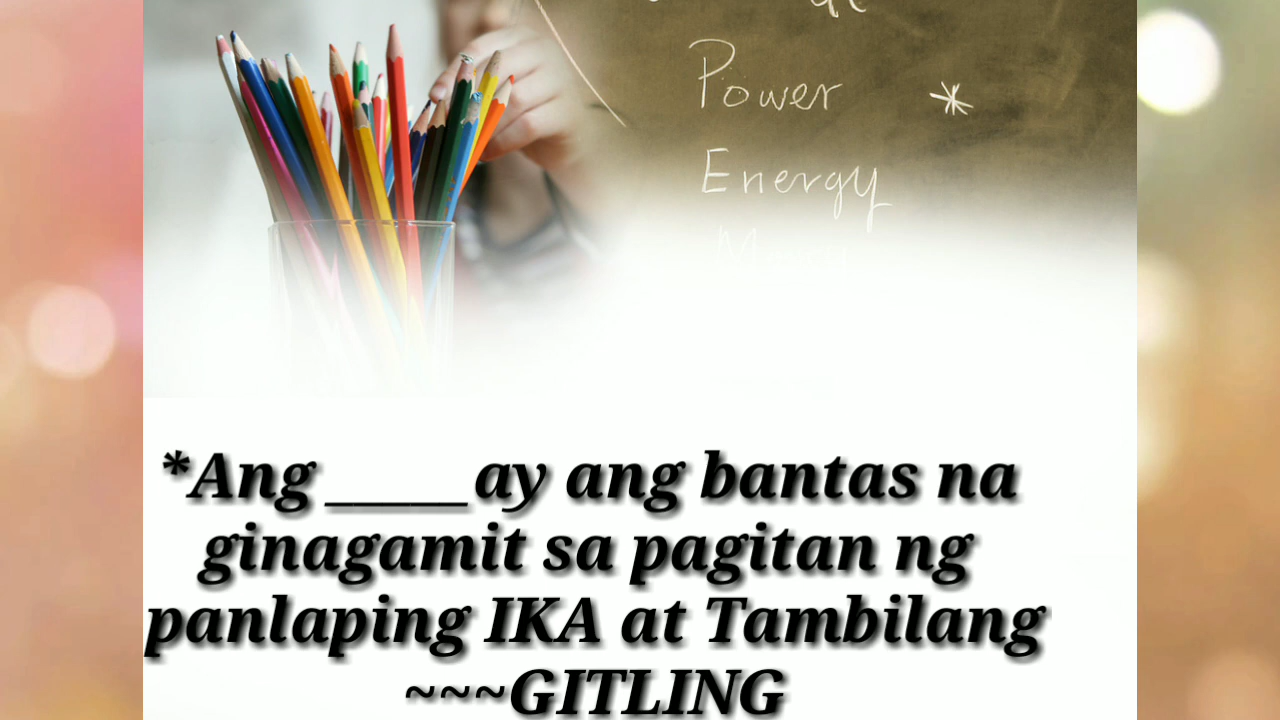 Power *
Energy
*Ang _____ay ang bantas na
ginagamit sa pagitan ng
panlaping IKA at Tambilang
~~~GITLING